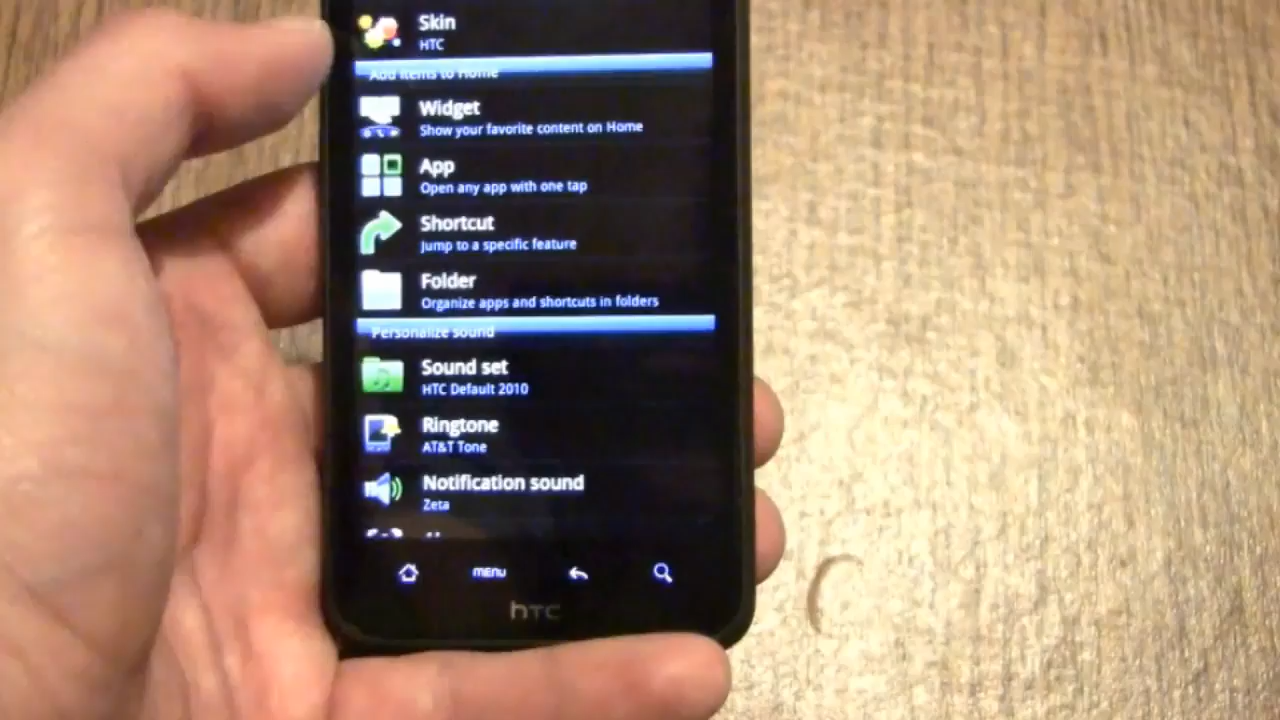 Skin
HTC
Add items to Home
Widget
Show your favorite content on Home
App
Open any app with one tap
Shortcut
Jump to a specific feature
Folder
Organize apps and shortcuts in folders
Personalize sound
Sound set
HTC Default 2010
Ringtone
AT&T Tone
Notification sound
Zeta
MENU
hTC